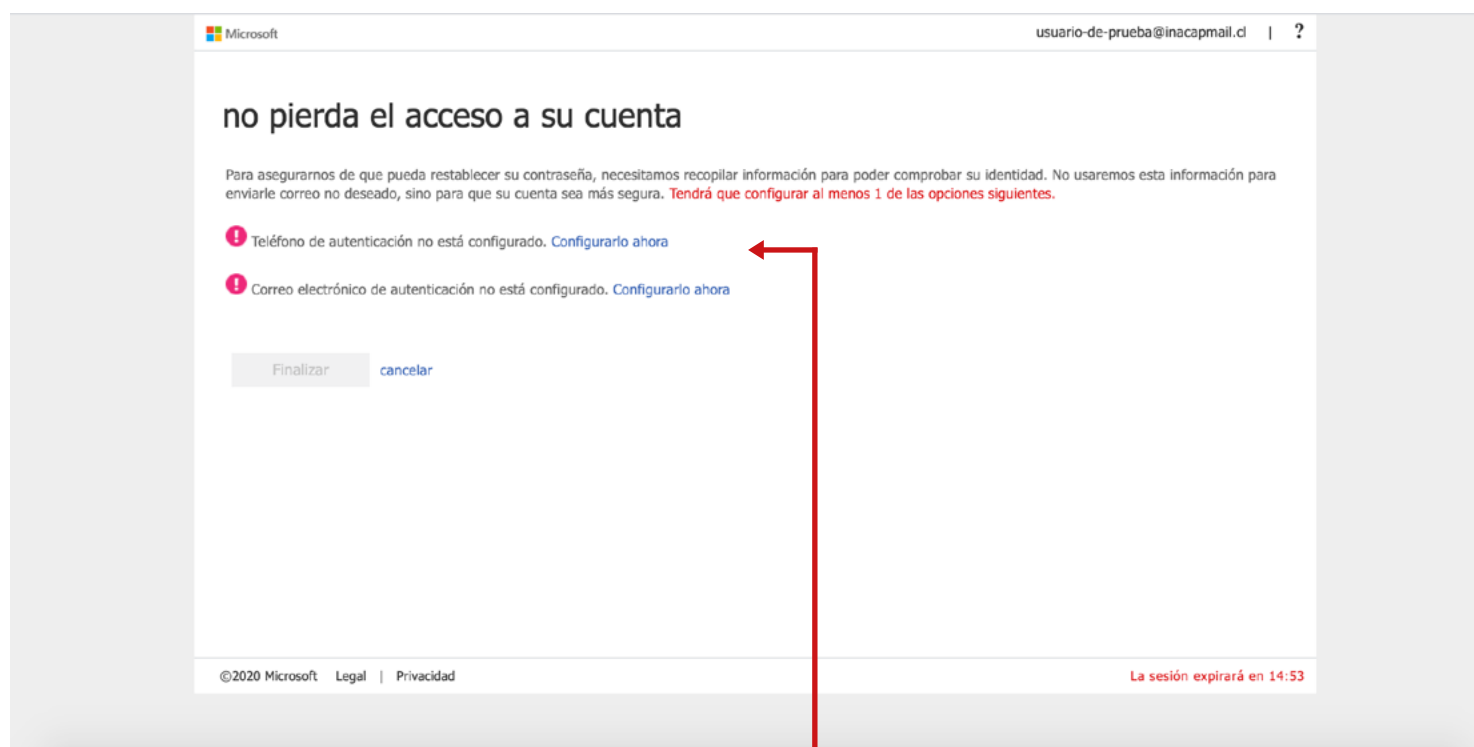 Microsoft
usuario-de-prueba@inacapmail.cl | ?
no pierda el acceso a su cuenta
Para asegurarnos de que pueda restablecer su contraseña, necesitamos recopilar información para poder comprobar su identidad. No usaremos esta información para
enviarle correo no deseado, sino para que su cuenta sea más segura. Tendrá que configurar al menos 1 de las opciones siguientes.
Teléfono de autenticación no está configurado. Configurarlo ahora
Correo electrónico de autenticación no está configurado. Configurarlo ahora
Finalizar cancelar
©2020 Microsoft Legal | Privacidad
La sesión expirará en 14:53